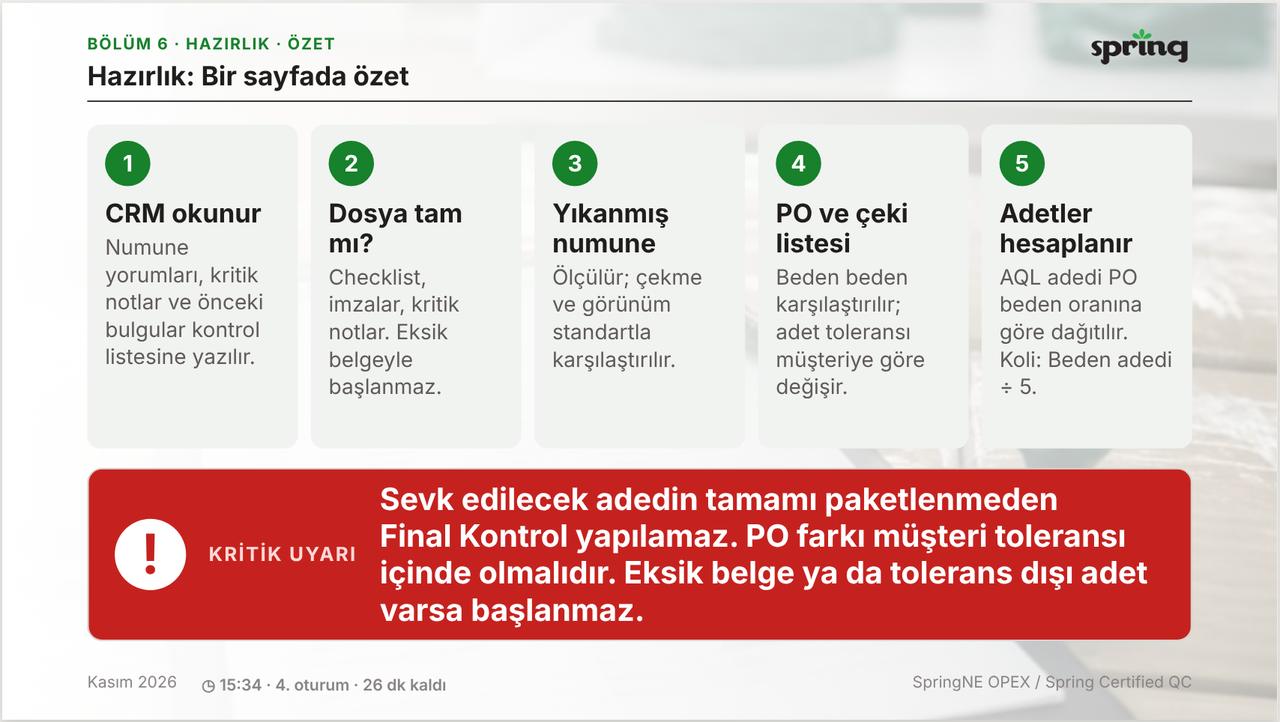 BÖLÜM 6 · HAZIRLIK · ÖZET
Hazırlık: Bir sayfada özet
spring
1
CRM okunur
Numune
yorumları, kritik
notlar ve önceki
bulgular kontrol
listesine yazılır.
2
Dosya tam
mı?
Checklist,
imzalar, kritik
notlar. Eksik
belgeyle
başlanmaz.
3
Yıkanmış
numune
Ölçülür; çekme
ve görünüm
standartla
karşılaştırılır.
4
PO ve çeki
listesi
Beden beden
karşılaştırılır;
adet toleransı
müşteriye göre
değişir.
5
Adetler
hesaplanır
AQL adedi PO
beden oranına
göre dağıtılır.
Koli: Beden adedi
÷ 5.
!
KRİTİK UYARI
Sevk edilecek adedin tamamı paketlenmeden
Final Kontrol yapılamaz. PO farkı müşteri toleransı
içinde olmalıdır. Eksik belge ya da tolerans dışı adet
varsa başlanmaz.
Kasım 2026
◷ 15:34 · 4. oturum · 26 dk kaldı
SpringNE OPEX / Spring Certified QC